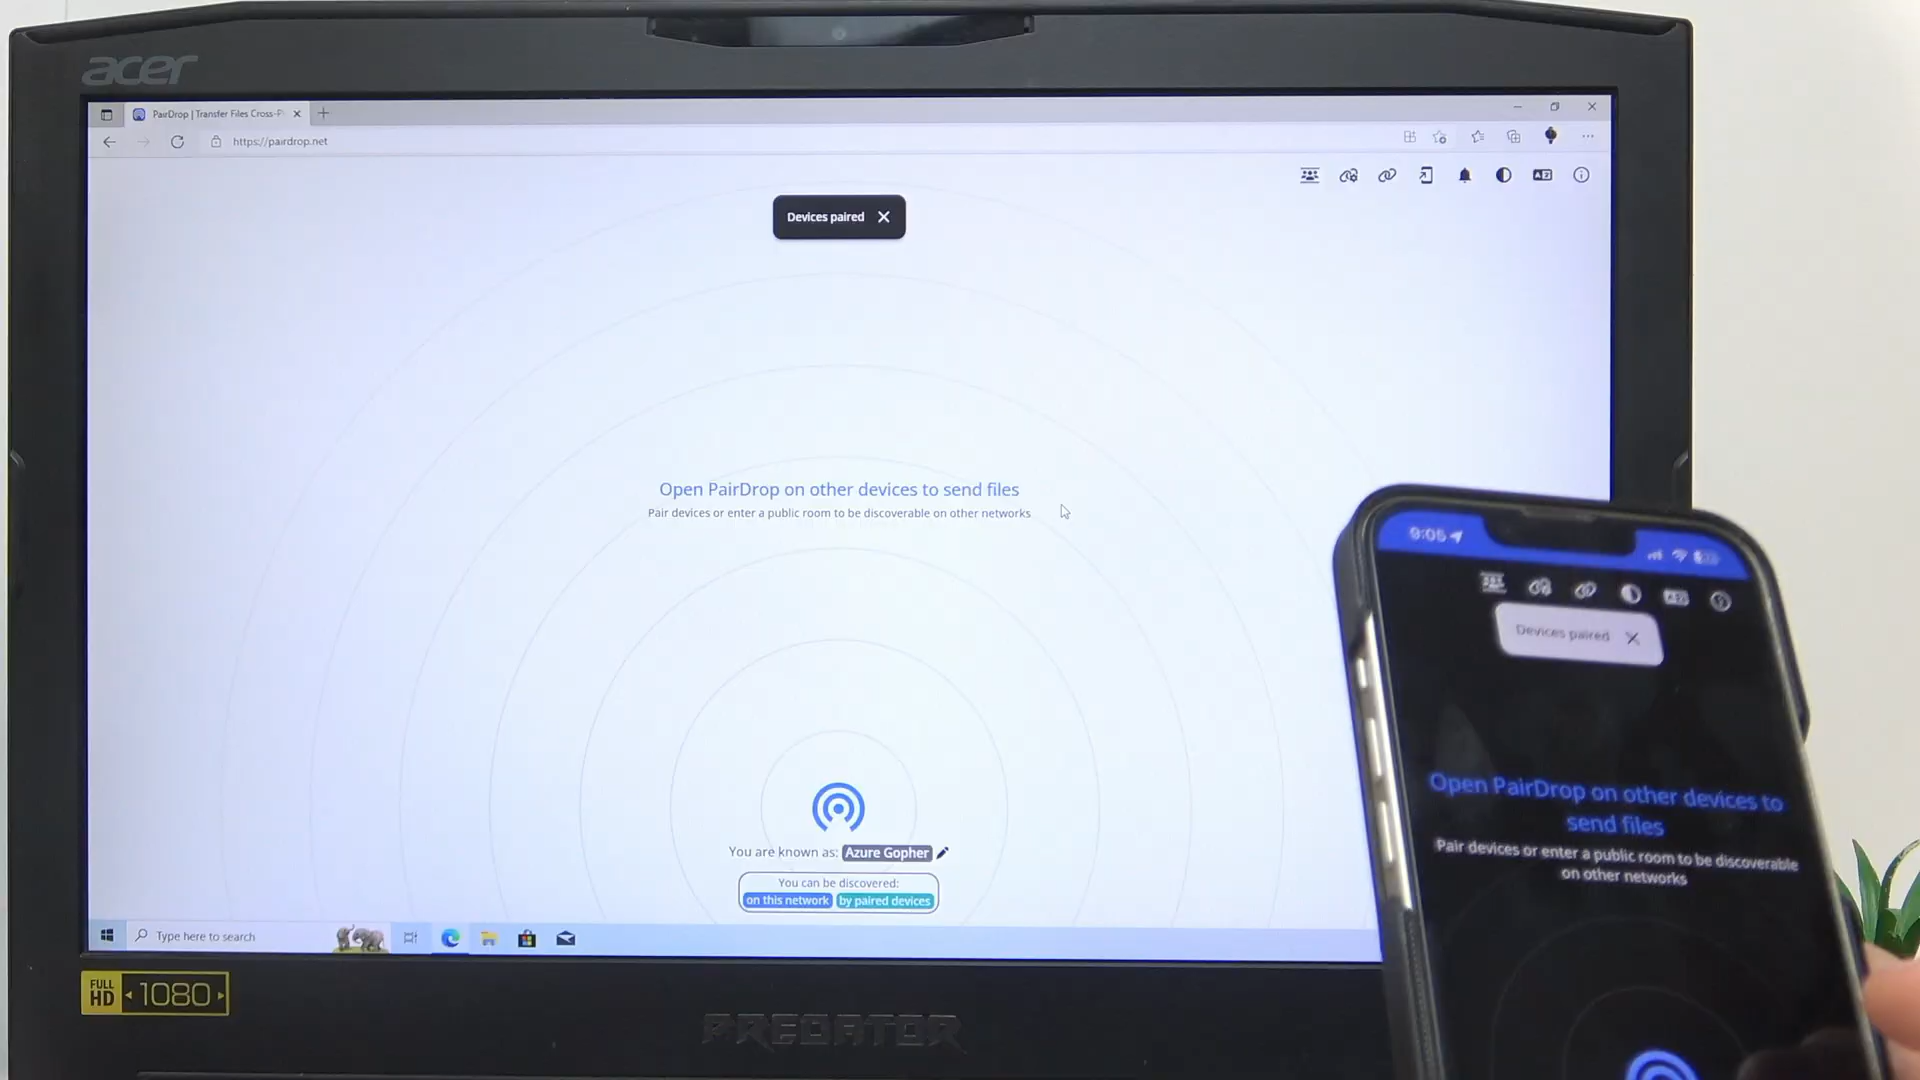 acer
PairDrop | Transfer Files Cross-Pl
https://pairdrop.net
Devices paired
Open PairDrop on other devices to send files
Pair devices or enter a public room to be discoverable on other networks
You are known as: Azure Gopher
You can be discovered:
on this network by paired devices
Type here to search
FULL HD 1080
PREDATOR
9:05
Devices paired
Open PairDrop on other devices to
send files
Pair devices or enter a public room to be discoverable
on other networks